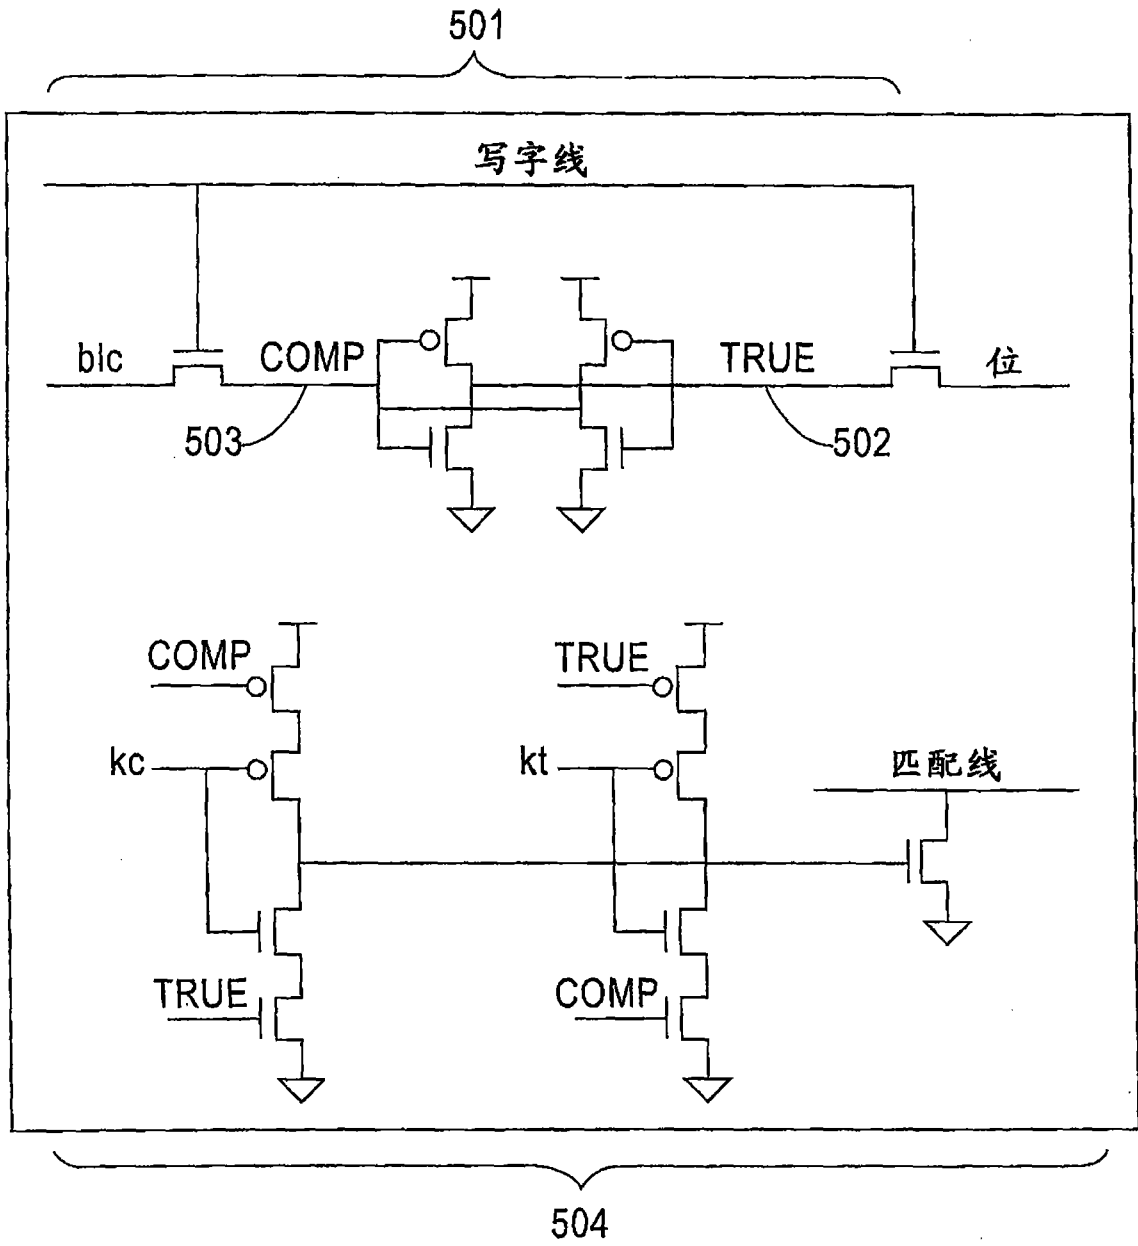 501
写字线
blc
COMP
TRUE
位
503
502
COMP
TRUE
kc
kt
匹配线
TRUE
COMP
504